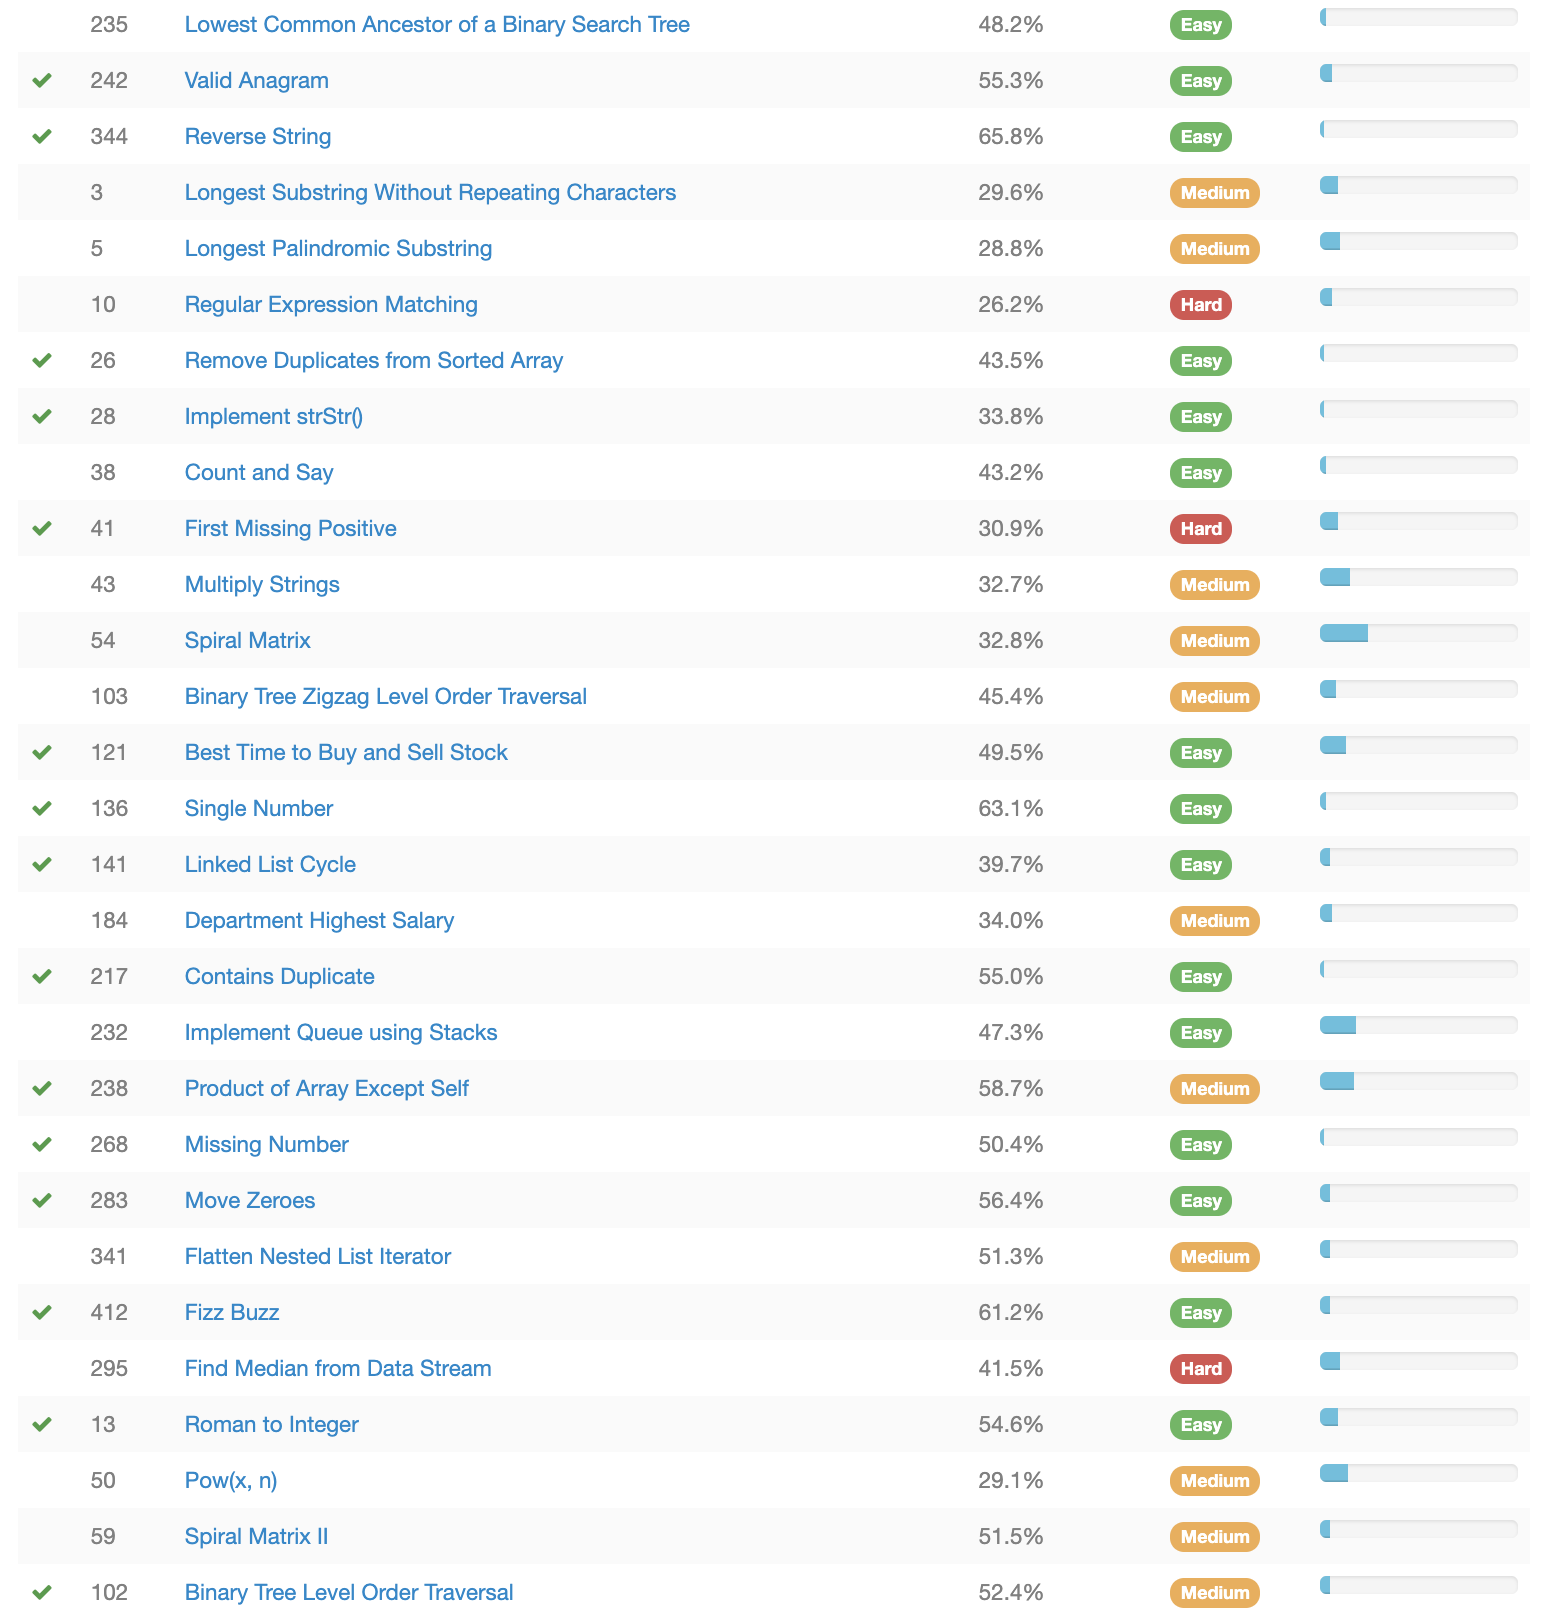 235 Lowest Common Ancestor of a Binary Search Tree 48.2% Easy
242 Valid Anagram 55.3% Easy
344 Reverse String 65.8% Easy
3 Longest Substring Without Repeating Characters 29.6% Medium
5 Longest Palindromic Substring 28.8% Medium
10 Regular Expression Matching 26.2% Hard
26 Remove Duplicates from Sorted Array 43.5% Easy
28 Implement strStr() 33.8% Easy
38 Count and Say 43.2% Easy
41 First Missing Positive 30.9% Hard
43 Multiply Strings 32.7% Medium
54 Spiral Matrix 32.8% Medium
103 Binary Tree Zigzag Level Order Traversal 45.4% Medium
121 Best Time to Buy and Sell Stock 49.5% Easy
136 Single Number 63.1% Easy
141 Linked List Cycle 39.7% Easy
184 Department Highest Salary 34.0% Medium
217 Contains Duplicate 55.0% Easy
232 Implement Queue using Stacks 47.3% Easy
238 Product of Array Except Self 58.7% Medium
268 Missing Number 50.4% Easy
283 Move Zeroes 56.4% Easy
341 Flatten Nested List Iterator 51.3% Medium
412 Fizz Buzz 61.2% Easy
295 Find Median from Data Stream 41.5% Hard
13 Roman to Integer 54.6% Easy
50 Pow(x, n) 29.1% Medium
59 Spiral Matrix II 51.5% Medium
102 Binary Tree Level Order Traversal 52.4% Medium